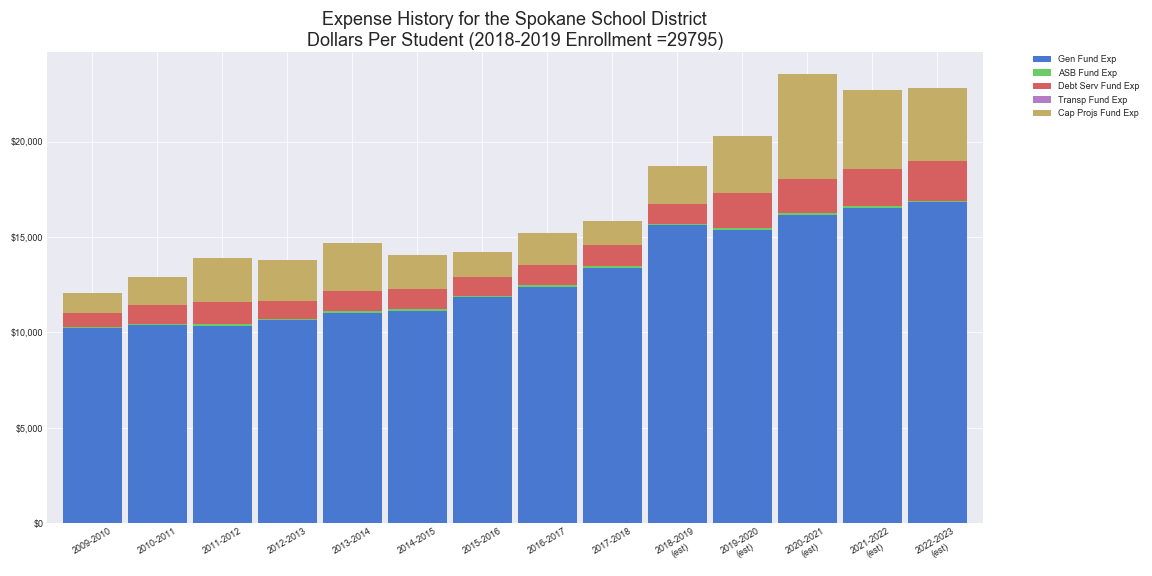 Expense History for the Spokane School District
Dollars Per Student (2018-2019 Enrollment =29795)
Gen Fund Exp
ASB Fund Exp
Debt Serv Fund Exp
Transp Fund Exp
Cap Projs Fund Exp
$20,000
$15,000
$10,000
$5,000
$0
2009-2010
2010-2011
2011-2012
2012-2013
2013-2014
2014-2015
2015-2016
2016-2017
2017-2018
2018-2019
(est)
2019-2020
(est)
2020-2021
(est)
2021-2022
(est)
2022-2023
(est)